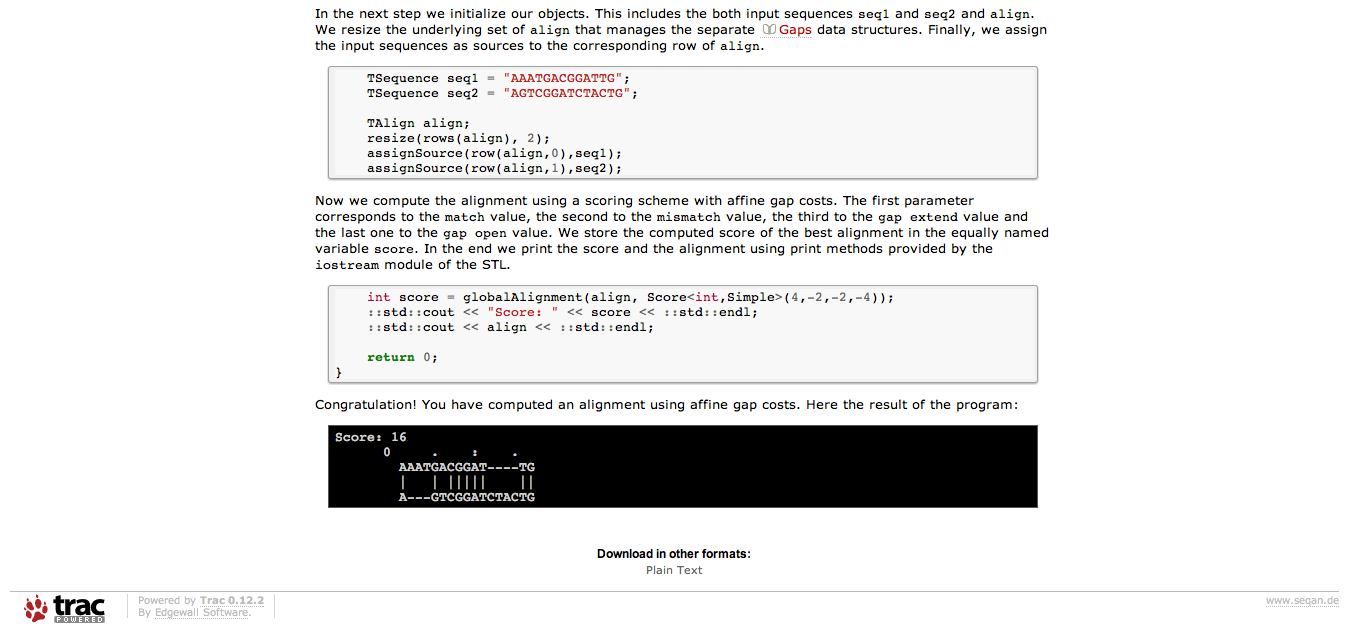 In the next step we initialize our objects. This includes the both input sequences seq1 and seq2 and align.
We resize the underlying set of align that manages the separate Gaps data structures. Finally, we assign
the input sequences as sources to the corresponding row of align.
TSequence seq1 = "AAATGACGGATTG";
TSequence seq2 = "AGTCGGATCTACTG";
TAlign align;
resize(rows(align), 2);
assignSource(row(align,0),seq1);
assignSource(row(align,1),seq2);
Now we compute the alignment using a scoring scheme with affine gap costs. The first parameter
corresponds to the match value, the second to the mismatch value, the third to the gap extend value and
the last one to the gap open value. We store the computed score of the best alignment in the equally named
variable score. In the end we print the score and the alignment using print methods provided by the
iostream module of the STL.
int score = globalAlignment(align, Score<int,Simple>(4,-2,-2,-4));
::std::cout << "Score: " << score << ::std::endl;
::std::cout << align << ::std::endl;
return 0;
}
Congratulation! You have computed an alignment using affine gap costs. Here the result of the program:
Score: 16
      0     .    :    .
        AAATGACGGAT----TG
        |   | |||||    ||
        A---GTCGGATCTACTG
Download in other formats:
Plain Text
trac
POWERED
Powered by Trac 0.12.2
By Edgewall Software.
www.seqan.de